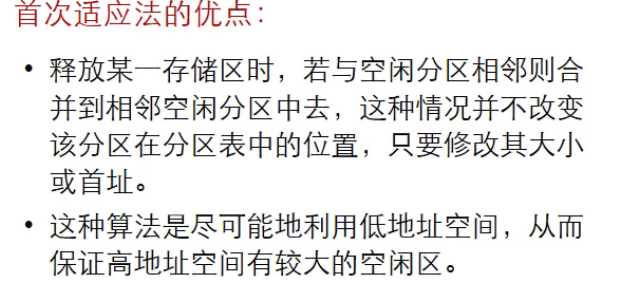 首次适应法的优点：
• 释放某一存储区时，若与空闲分区相邻则合
并到相邻空闲分区中去，这种情况并不改变
该分区在分区表中的位置，只要修改其大小
或首址。
• 这种算法是尽可能地利用低地址空间，从而
保证高地址空间有较大的空闲区。